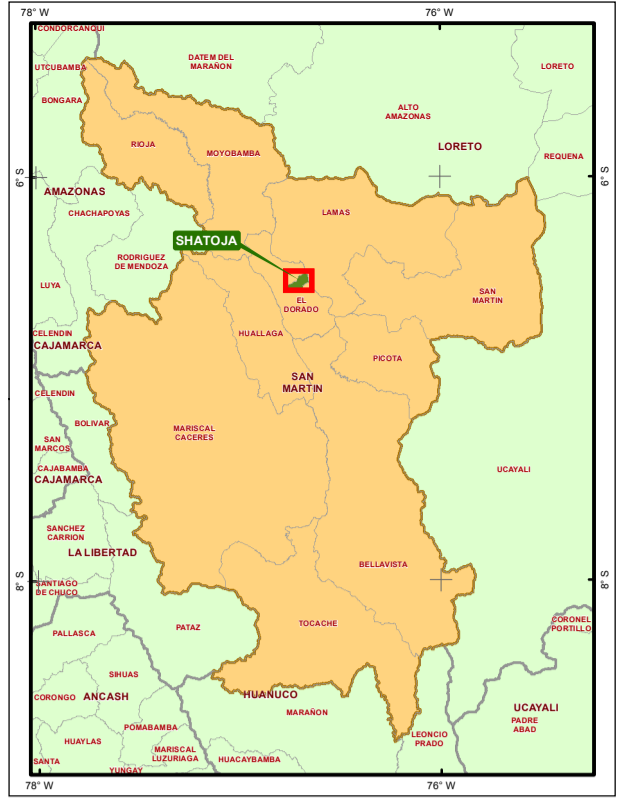 78° W
76° W
CONDORCANQUI
DATEM DEL
MARAÑON
UTCUBAMBA
LORETO
BONGARA
ALTO
AMAZONAS
RIOJA
MOYOBAMBA
LORETO
REQUENA
6° S
6° S
AMAZONAS
CHACHAPOYAS
LAMAS
SHATOJA
RODRIGUEZ
DE MENDOZA
LUYA
SAN
MARTIN
EL
DORADO
CELENDIN
CAJAMARCA
HUALLAGA
PICOTA
SAN
MARTIN
CELENDIN
BOLIVAR
MARISCAL
CACERES
SAN
MARCOS
CAJABAMBA
CAJAMARCA
UCAYALI
SANCHEZ
CARRION
LA LIBERTAD
BELLAVISTA
8° S
8° S
SANTIAGO
DE CHUCO
PALLASCA
PATAZ
TOCACHE
CORONEL
PORTILLO
SIHUAS
CORONGO
ANCASH
HUANUCO
MARAÑON
UCAYALI
PADRE
ABAD
POMABAMBA
HUAYLAS
MARISCAL
LUZURIAGA
LEONCIO
PRADO
SANTA
HUACAYBAMBA
YUNGAY
78° W
76° W